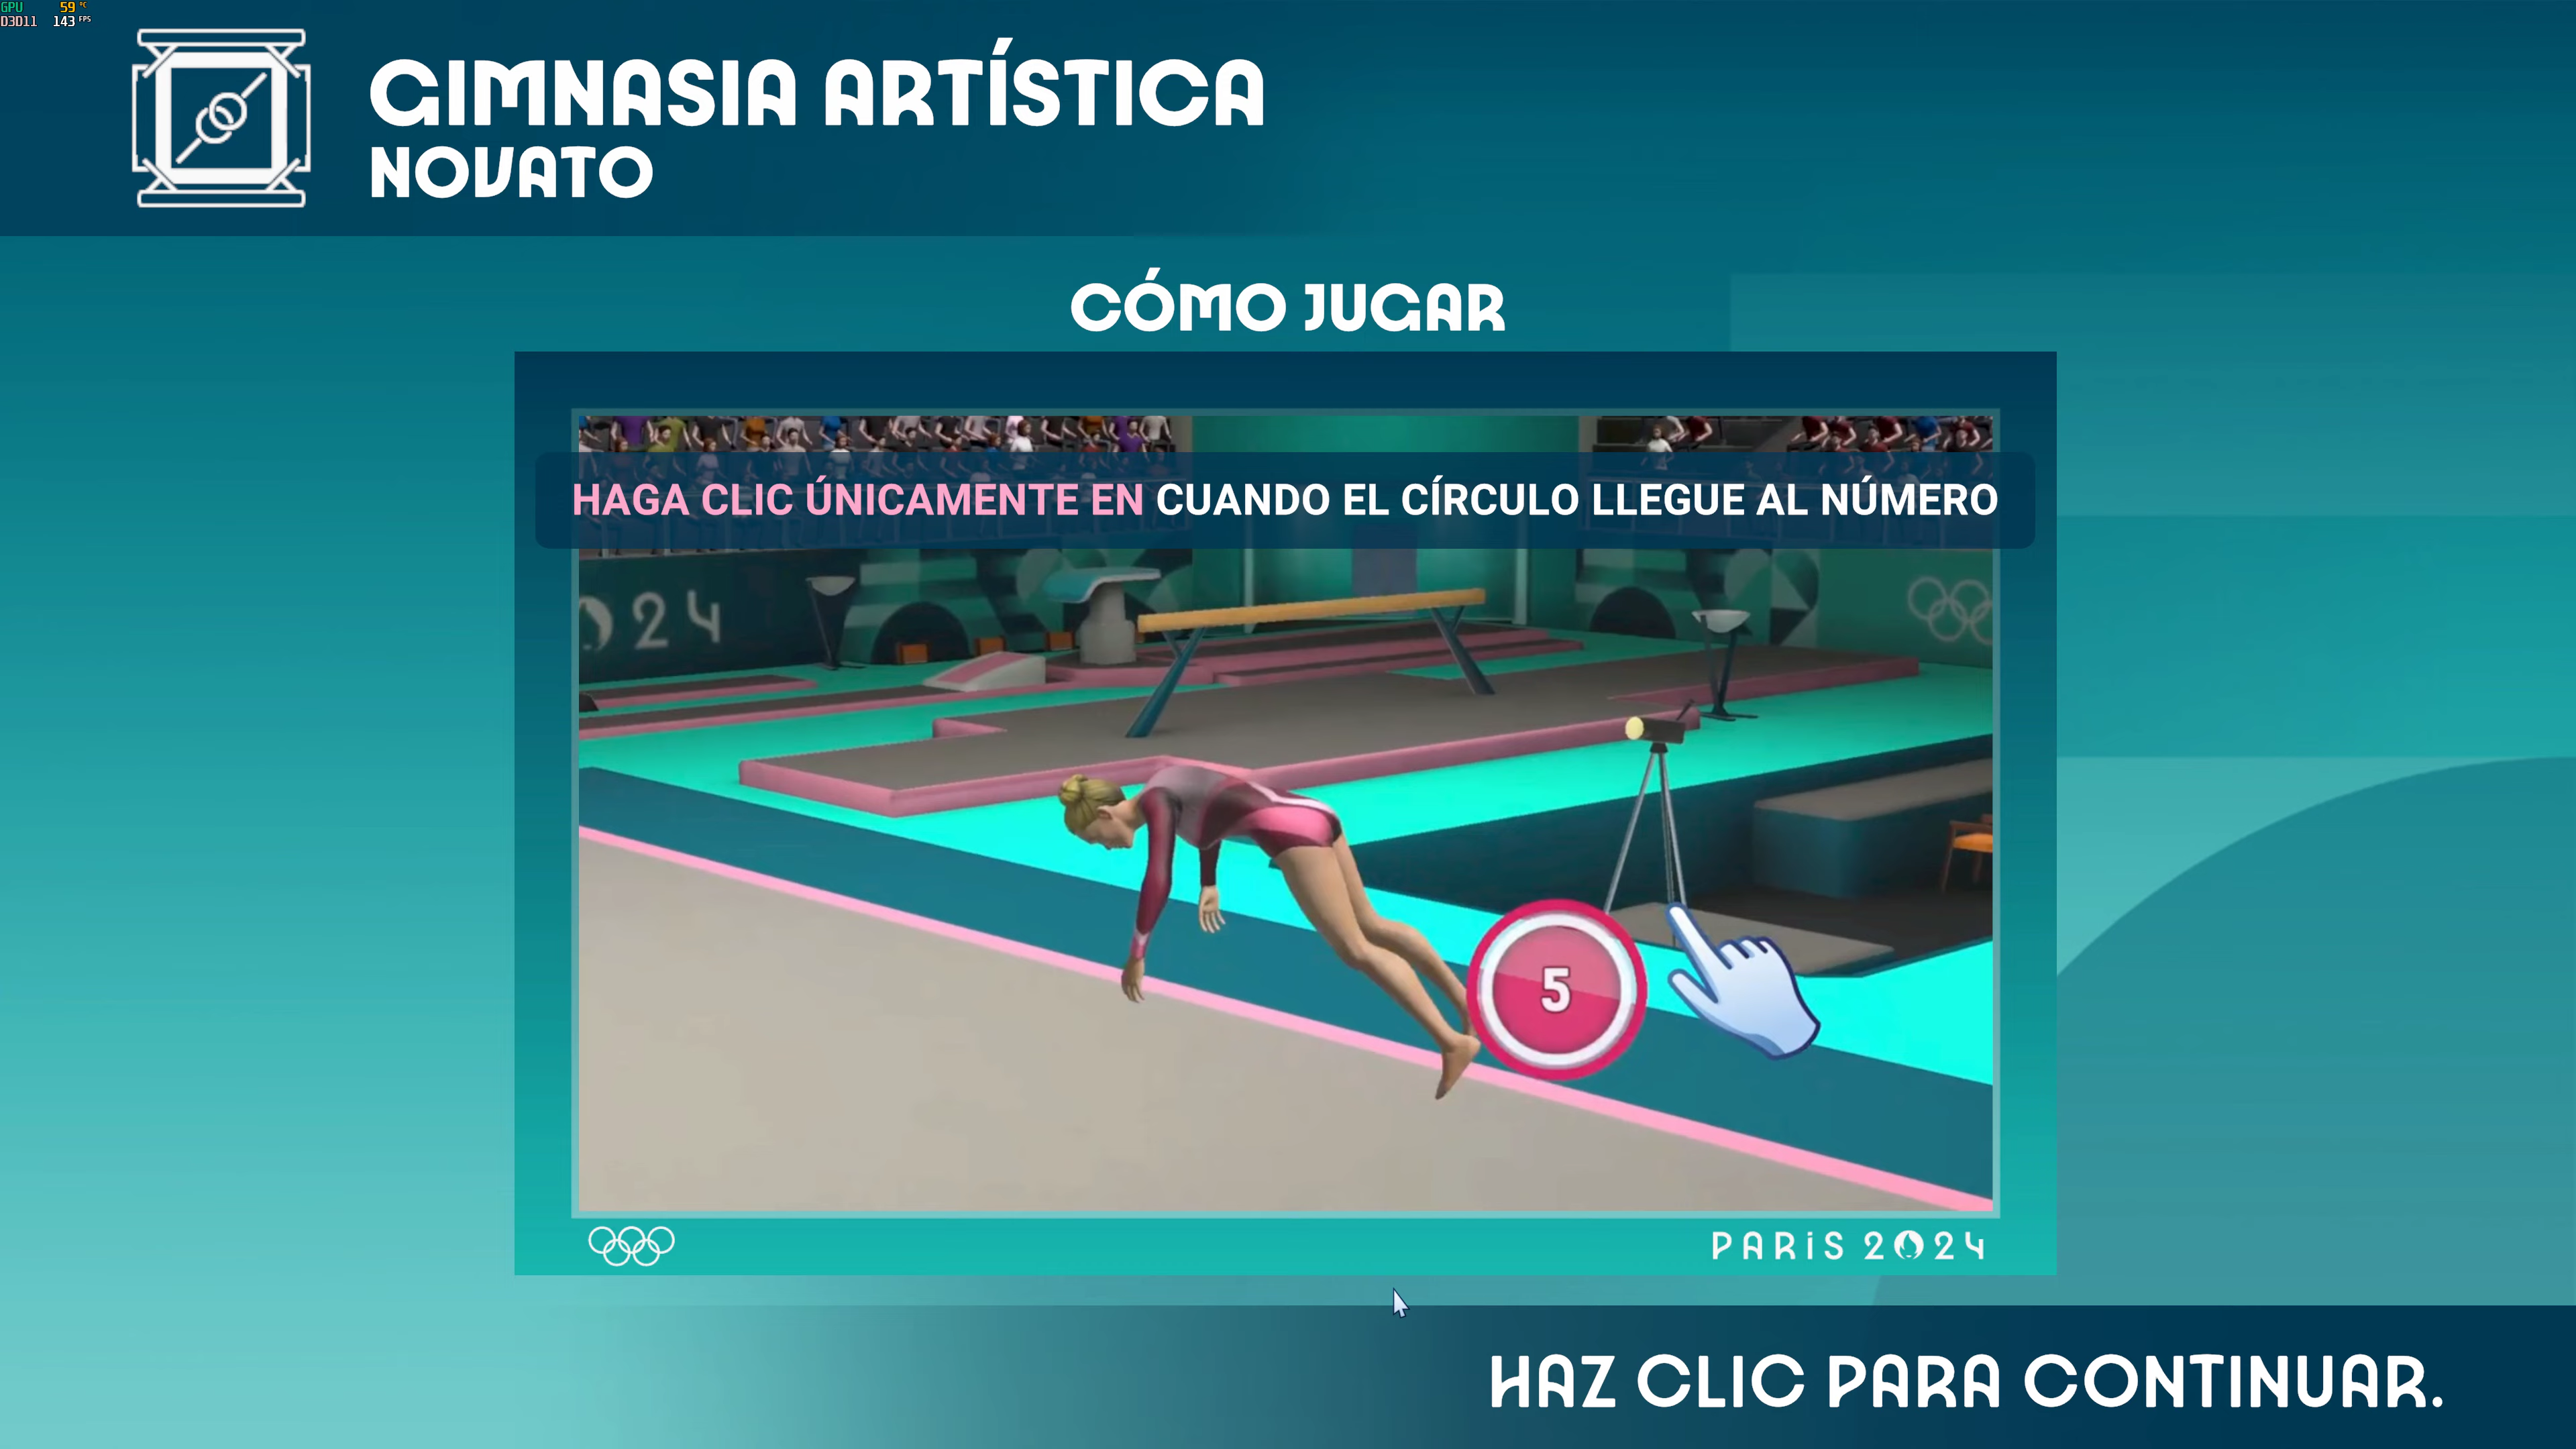 GPU 59 °C
D3D11 143 FPS
GIMNASIA ARTÍSTICA
NOVATO
CÓMO JUGAR
HAGA CLIC ÚNICAMENTE EN CUANDO EL CÍRCULO LLEGUE AL NÚMERO
24
5
PARIS 2024
HAZ CLIC PARA CONTINUAR.